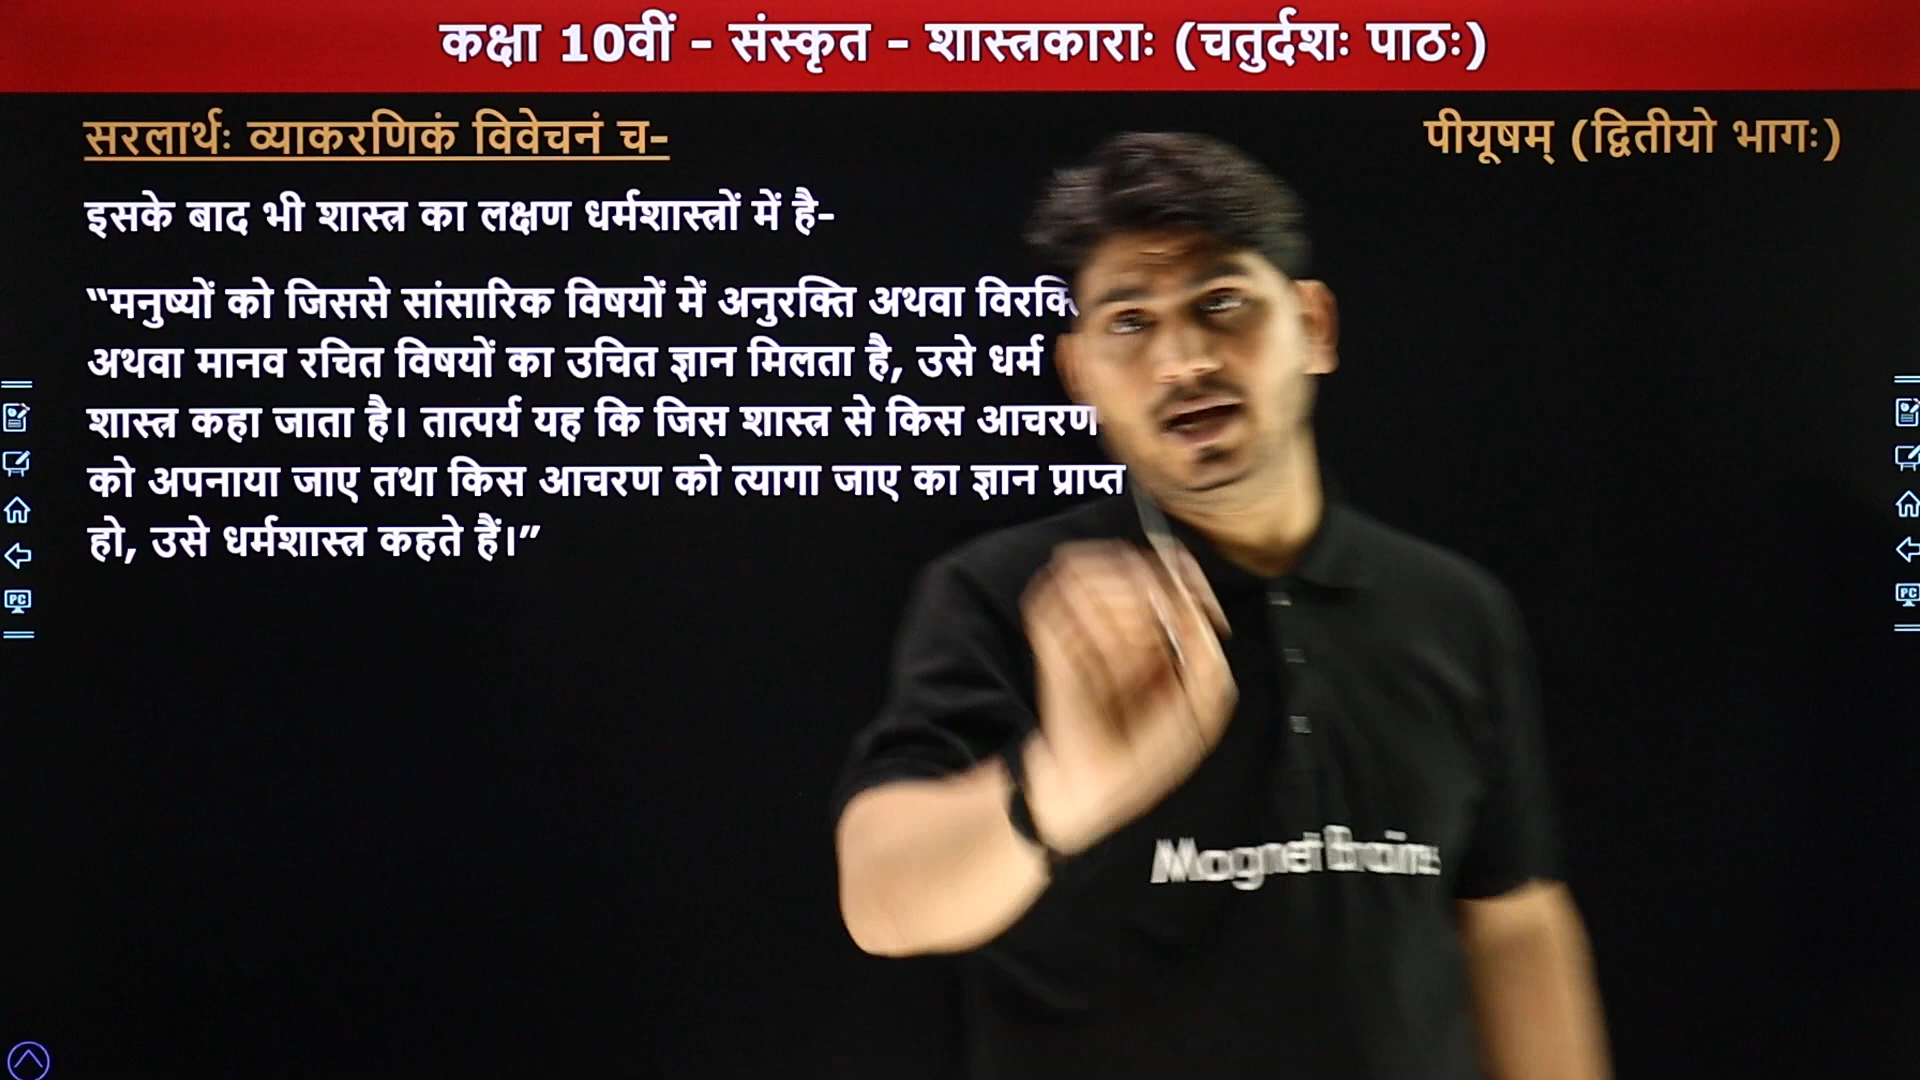 कक्षा 10वीं - संस्कृत - शास्त्रकाराः (चतुर्दशः पाठः)
सरलार्थः व्याकरणिकं विवेचनं च-
पीयूषम् (द्वितीयो भागः)
इसके बाद भी शास्त्र का लक्षण धर्मशास्त्रों में है-
“मनुष्यों को जिससे सांसारिक विषयों में अनुरक्ति अथवा
अथवा मानव रचित विषयों का उचित ज्ञान मिलता है, उसे धर्म
शास्त्र कहा जाता है। तात्पर्य यह कि जिस शास्त्र से किस आचरण
को अपनाया जाए तथा किस आचरण को त्यागा जाए का ज्ञान प्राप्त
हो, उसे धर्मशास्त्र कहते हैं।”
PC
PC
Magnet Brains